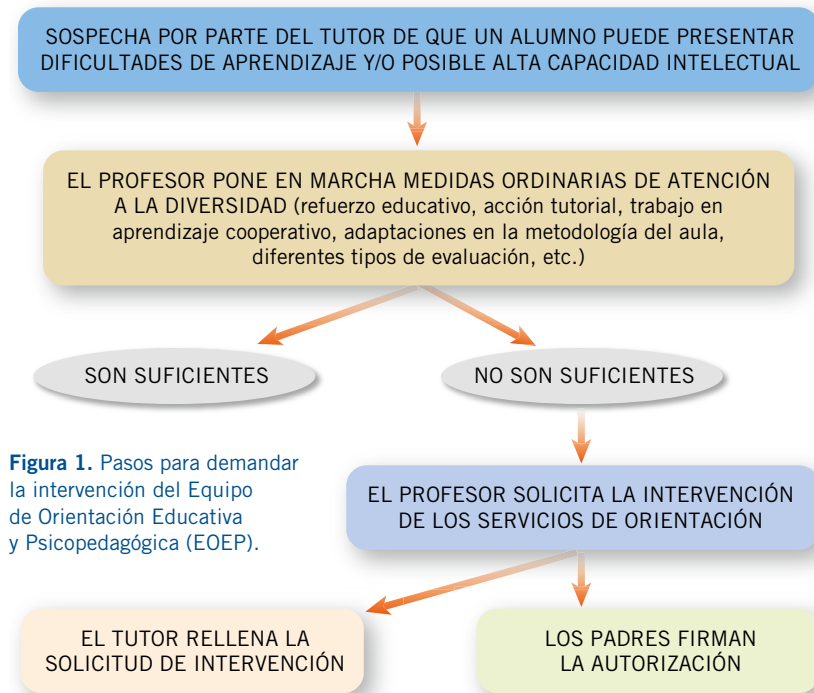 SOSPECHA POR PARTE DEL TUTOR DE QUE UN ALUMNO PUEDE PRESENTAR
DIFICULTADES DE APRENDIZAJE Y/O POSIBLE ALTA CAPACIDAD INTELECTUAL
EL PROFESOR PONE EN MARCHA MEDIDAS ORDINARIAS DE ATENCIÓN
A LA DIVERSIDAD (refuerzo educativo, acción tutorial, trabajo en
aprendizaje cooperativo, adaptaciones en la metodología del aula,
diferentes tipos de evaluación, etc.)
SON SUFICIENTES
NO SON SUFICIENTES
Figura 1. Pasos para demandar
la intervención del Equipo
de Orientación Educativa
y Psicopedagógica (EOEP).
EL PROFESOR SOLICITA LA INTERVENCIÓN
DE LOS SERVICIOS DE ORIENTACIÓN
EL TUTOR RELLENA LA
SOLICITUD DE INTERVENCIÓN
LOS PADRES FIRMAN
LA AUTORIZACIÓN